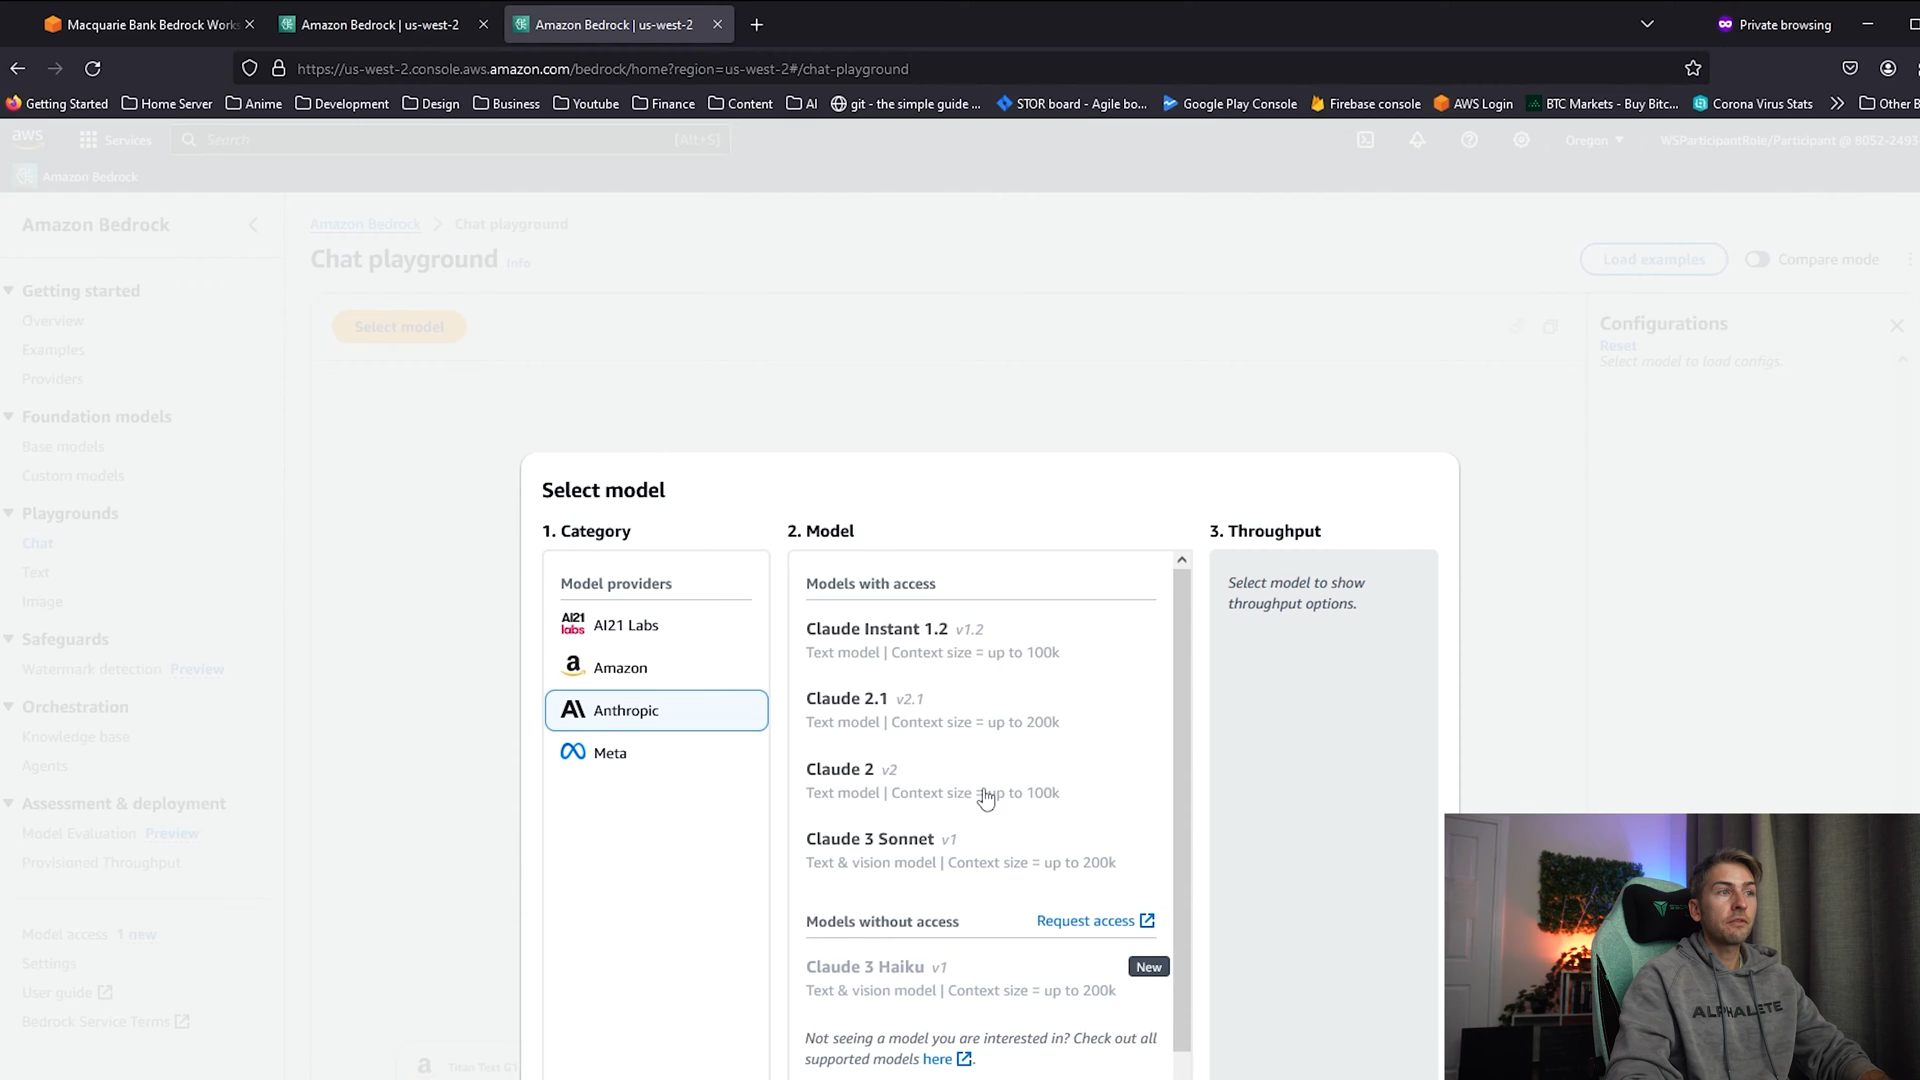 Macquarie Bank Bedrock Works
Amazon Bedrock | us-west-2
Amazon Bedrock | us-west-2
Private browsing
https://us-west-2.console.aws.amazon.com/bedrock/home?region=us-west-2#/chat-playground
Getting Started
Home Server
Anime
Development
Design
Business
Youtube
Finance
Content
AI
git - the simple guide ...
STOR board - Agile bo...
Google Play Console
Firebase console
AWS Login
BTC Markets - Buy Bitc...
Corona Virus Stats
Other B
aws
Services
Search
[Alt+S]
Oregon
WSParticipantRole/Participant @ 8052-2493
Amazon Bedrock
Amazon Bedrock
Getting started
Overview
Examples
Providers
Foundation models
Base models
Custom models
Playgrounds
Chat
Text
Image
Safeguards
Watermark detection Preview
Orchestration
Knowledge base
Agents
Assessment & deployment
Model Evaluation Preview
Provisioned Throughput
Model access 1 new
Settings
User guide
Bedrock Service Terms
Amazon Bedrock
Chat playground
Chat playground Info
Load examples
Compare mode
Select model
Configurations
Reset
Select model to load configs.
Select model
1. Category
Model providers
AI21 labs
AI21 Labs
Amazon
Anthropic
Meta
2. Model
Models with access
Claude Instant 1.2 v1.2
Text model | Context size = up to 100k
Claude 2.1 v2.1
Text model | Context size = up to 200k
Claude 2 v2
Text model | Context size = up to 100k
Claude 3 Sonnet v1
Text & vision model | Context size = up to 200k
Models without access Request access
Claude 3 Haiku v1 New
Text & vision model | Context size = up to 200k
Not seeing a model you are interested in? Check out all
supported models here.
3. Throughput
Select model to show
throughput options.
Titan Text G1
ALPHALETE